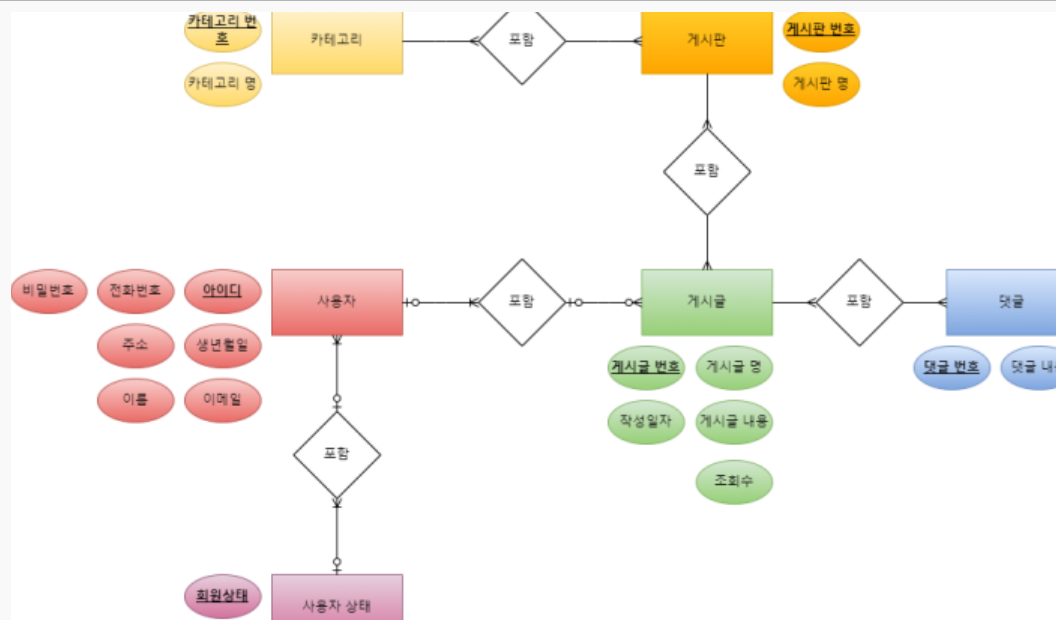 카테고리 번
호
카테고리
포함
게시판
게시판 번호
카테고리 명
게시판 명
포함
비밀번호
전화번호
아이디
사용자
포함
게시글
포함
댓글
주소
생년월일
게시글 번호
게시글 명
댓글 번호
댓글 내
이름
이메일
작성일자
게시글 내용
포함
조회수
회원상태
사용자 상태